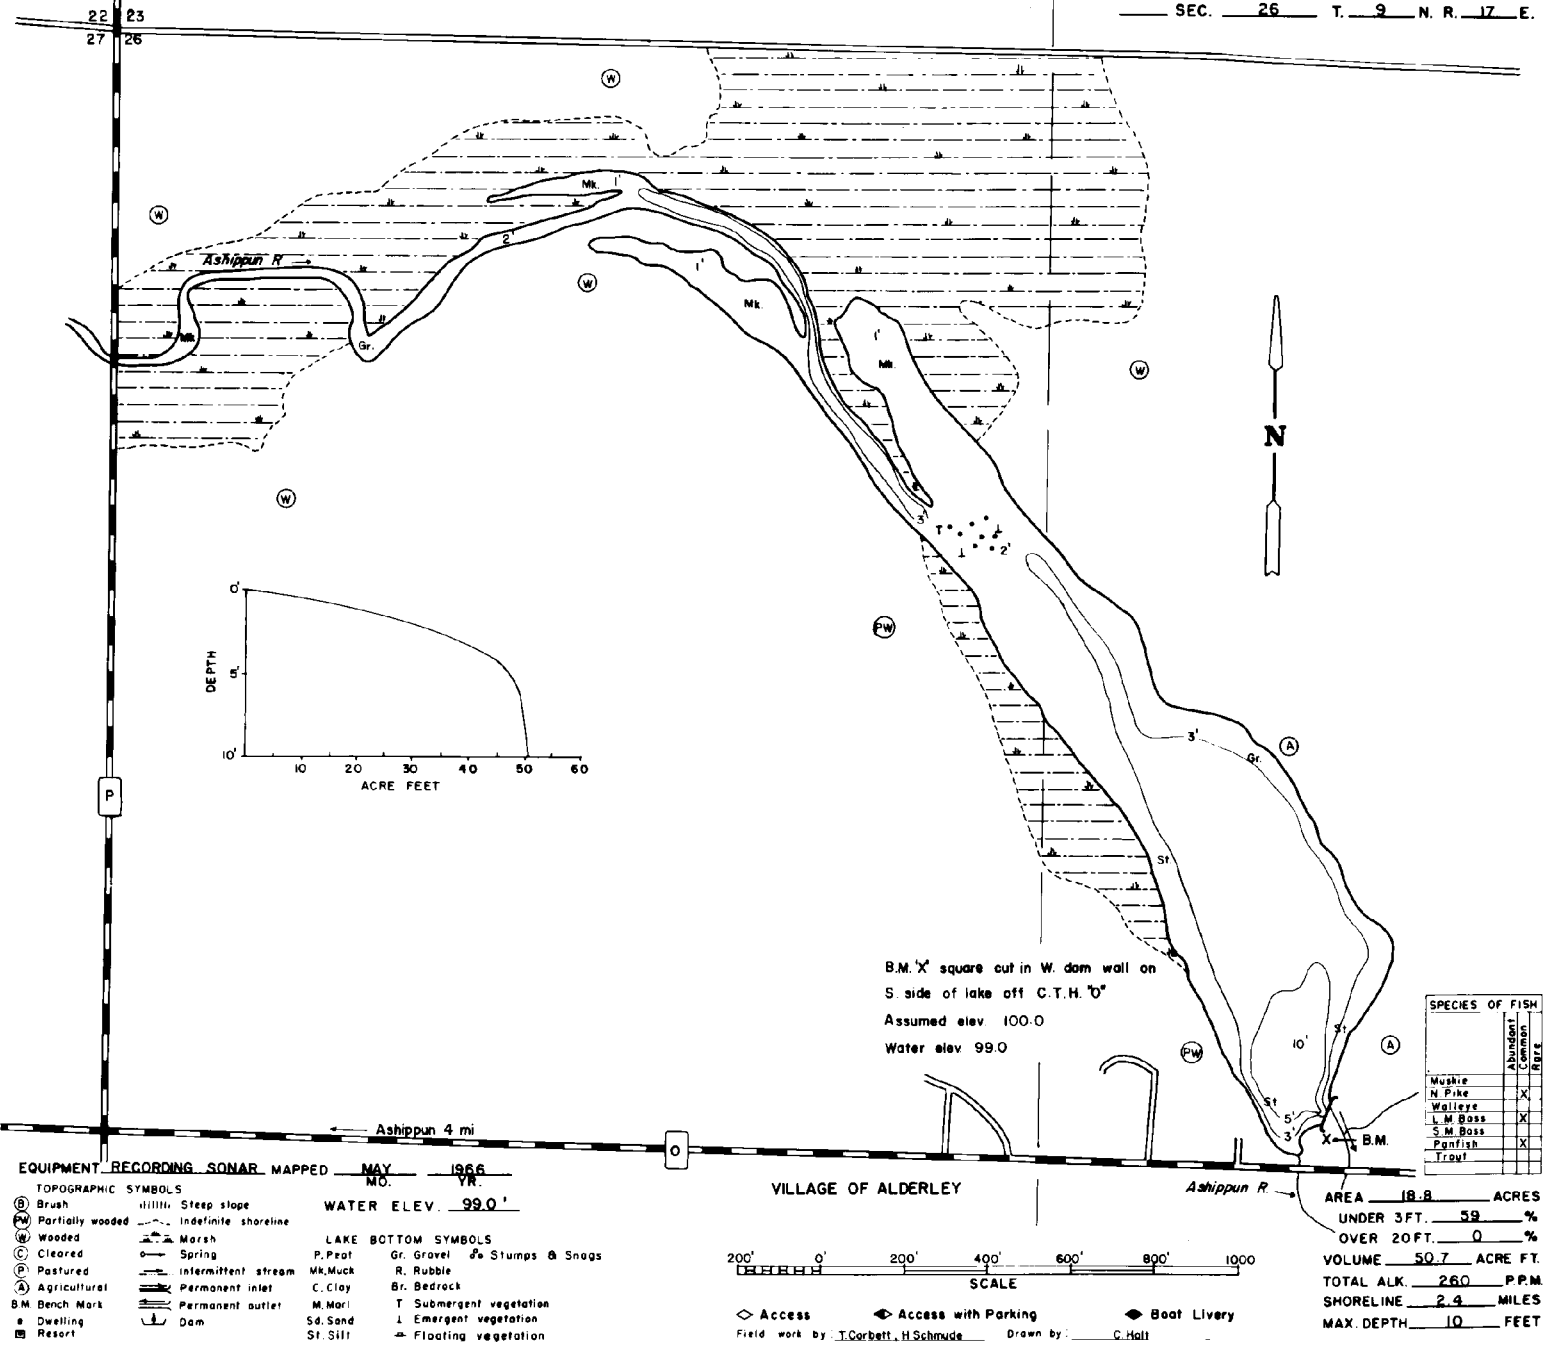 SEC. 26 T. 9 N. R. 17 E.
22 23
27 26
W
W
Mk. 1'
2'
Ashippun R.
W
1'
Mk.
Mk
Gr.
1'
Mk.
W
N
W
3'
T
2'
0'
PW
DEPTH
5'
10'
10 20 30 40 50 60
ACRE FEET
3'
A
Gr.
P
St
B.M. "X" square cut in W. dam wall on
S. side of lake off C.T.H. "O"
Assumed elev. 100.0
Water elev. 99.0
PW
10'
St
A
St
5'
3'
X B.M.
SPECIES OF FISH
Abundant
Common
Rare
Muskie
N. Pike X
Walleye
L.M. Bass X
S.M. Bass
Panfish X
Trout
Ashippun 4 mi
O
VILLAGE OF ALDERLEY
Ashippun R.
EQUIPMENT RECORDING SONAR MAPPED MAY 1966
MO. YR.
TOPOGRAPHIC SYMBOLS
B Brush
PW Partially wooded
W Wooded
C Cleared
P Pastured
A Agricultural
B.M. Bench Mark
Dwelling
Resort
Steep slope
Indefinite shoreline
Marsh
Spring
Intermittent stream
Permanent inlet
Permanent outlet
Dam
WATER ELEV. 99.0'
LAKE BOTTOM SYMBOLS
P. Peat
Mk. Muck
C. Clay
M. Marl
Sd. Sand
St. Silt
Gr. Gravel
R. Rubble
Br. Bedrock
Stumps & Snags
T Submergent vegetation
⊥ Emergent vegetation
Floating vegetation
200' 0' 200' 400' 600' 800' 1000
SCALE
Access
Access with Parking
Boat Livery
Field work by: T. Corbett, H Schmude Drawn by: C. Holt
AREA 18.8 ACRES
UNDER 3 FT. 59 %
OVER 20 FT. 0 %
VOLUME 50.7 ACRE FT.
TOTAL ALK. 260 P.P.M.
SHORELINE 2.4 MILES
MAX. DEPTH 10 FEET